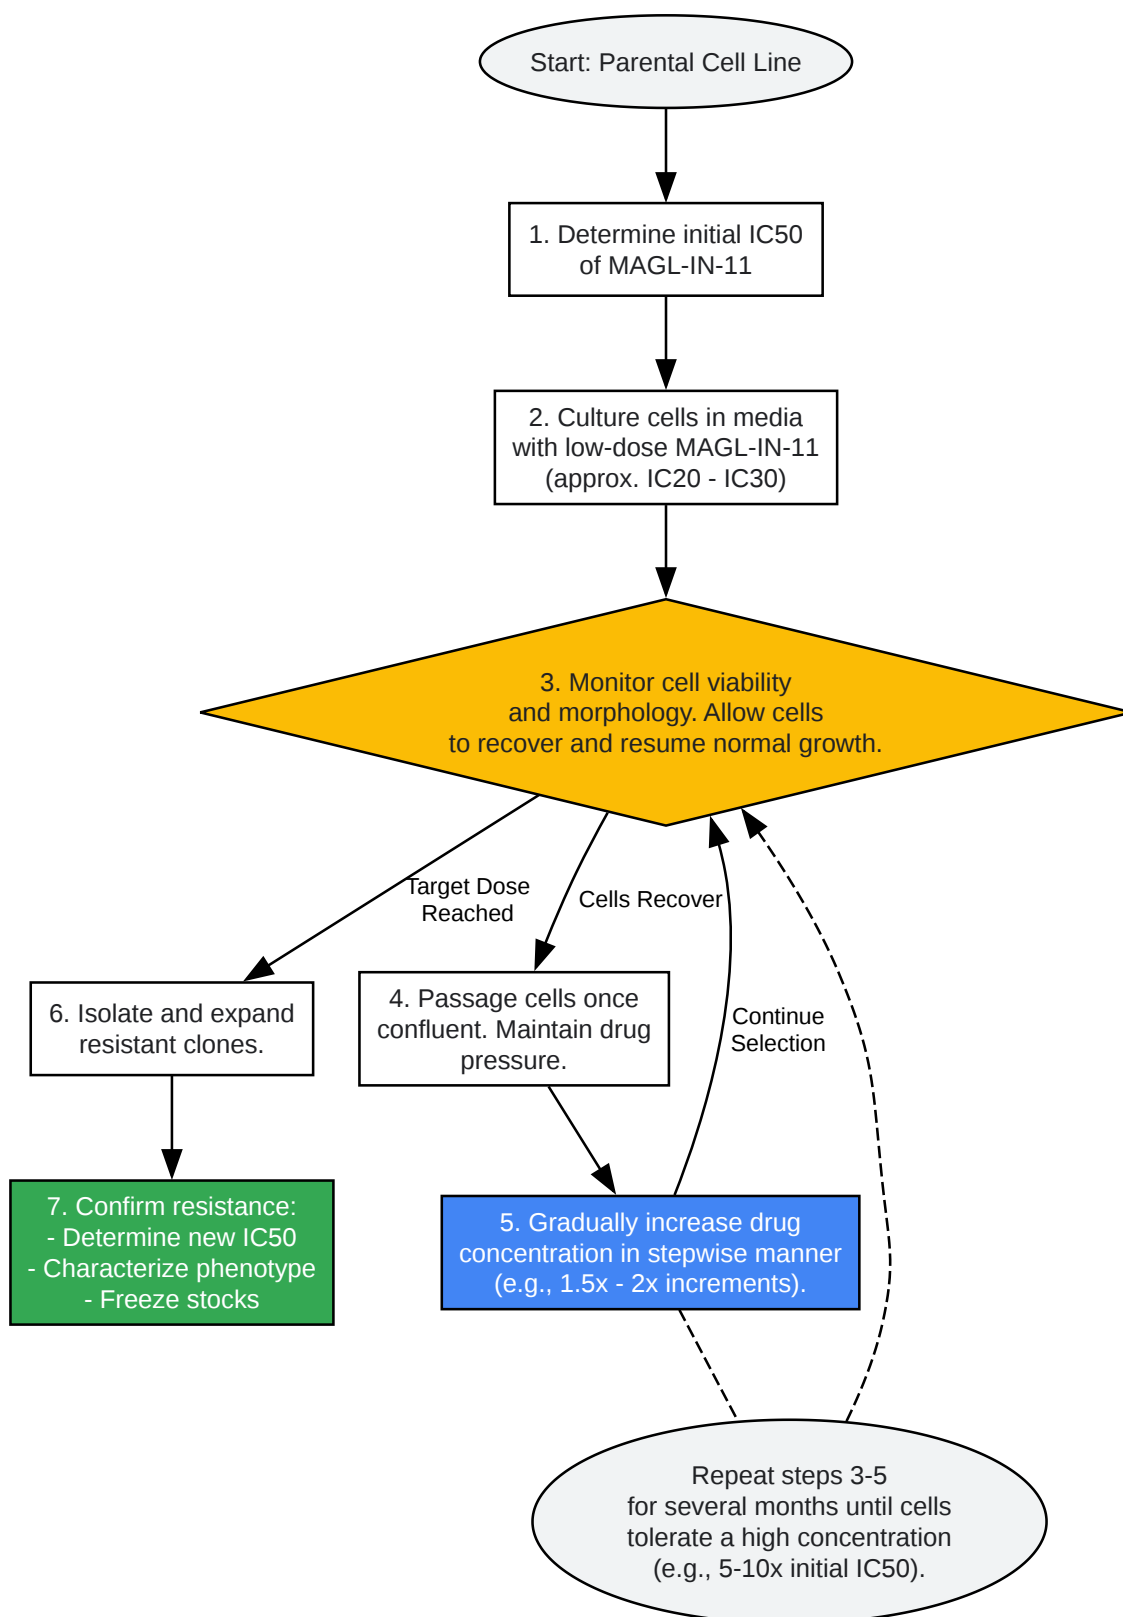 Start: Parental Cell Line
1. Determine initial IC50
of MAGL-IN-11
2. Culture cells in media
with low-dose MAGL-IN-11
(approx. IC20 - IC30)
3. Monitor cell viability
and morphology. Allow cells
to recover and resume normal growth.
Target Dose
Reached
Cells Recover
6. Isolate and expand
resistant clones.
4. Passage cells once
confluent. Maintain drug
pressure.
Continue
Selection
7. Confirm resistance:
- Determine new IC50
- Characterize phenotype
- Freeze stocks
5. Gradually increase drug
concentration in stepwise manner
(e.g., 1.5x - 2x increments).
Repeat steps 3-5
for several months until cells
tolerate a high concentration
(e.g., 5-10x initial IC50).